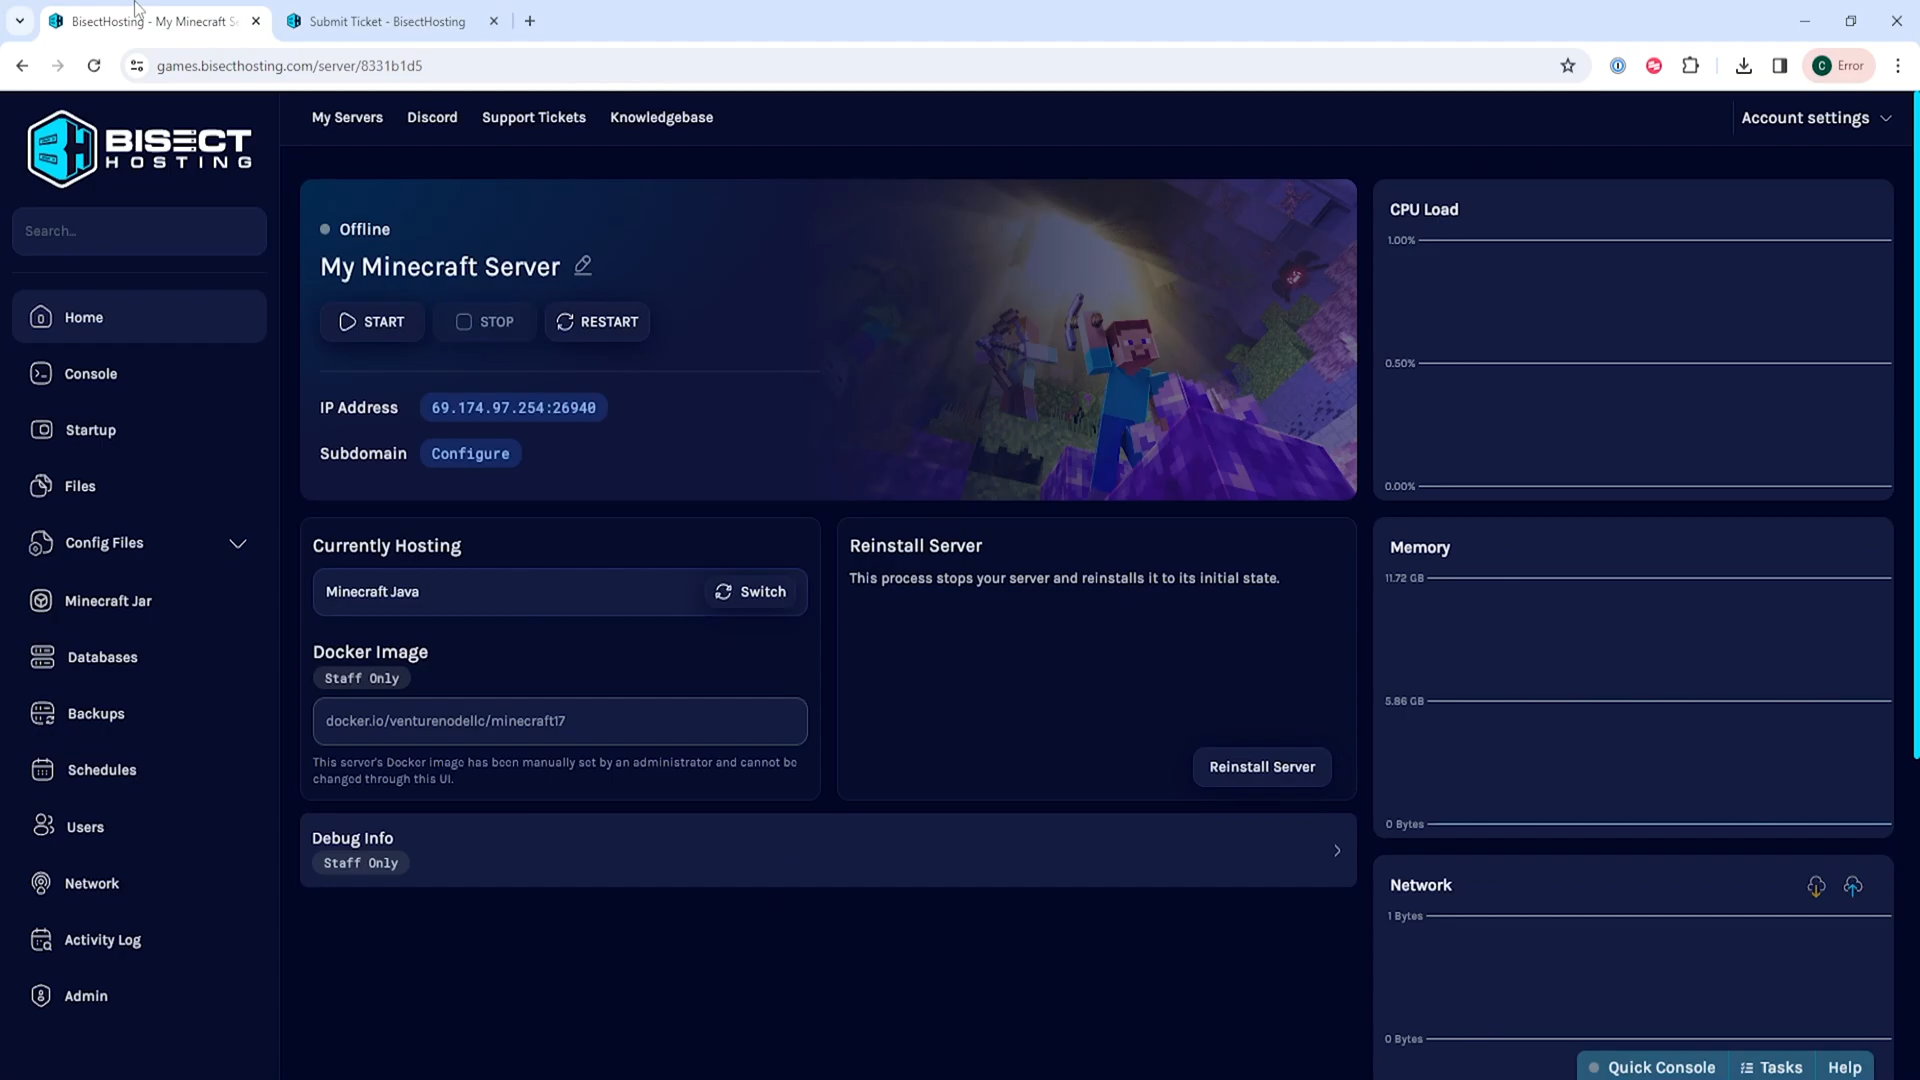 BisectHosting - My Minecraft S
Submit Ticket - BisectHosting
games.bisecthosting.com/server/8331b1d5
C Error
BISECT
HOSTING
My Servers
Discord
Support Tickets
Knowledgebase
Account settings
Search...
Home
Console
Startup
Files
Config Files
Minecraft Jar
Databases
Backups
Schedules
Users
Network
Activity Log
Admin
Offline
My Minecraft Server
START
STOP
RESTART
IP Address 69.174.97.254:26940
Subdomain Configure
Currently Hosting
Minecraft Java
Switch
Docker Image
Staff Only
docker.io/venturenodellc/minecraft17
This server's Docker image has been manually set by an administrator and cannot be
changed through this UI.
Reinstall Server
This process stops your server and reinstalls it to its initial state.
Reinstall Server
Debug Info
Staff Only
CPU Load
1.00%
0.50%
0.00%
Memory
11.72 GB
5.86 GB
0 Bytes
Network
1 Bytes
0 Bytes
Quick Console
Tasks
Help